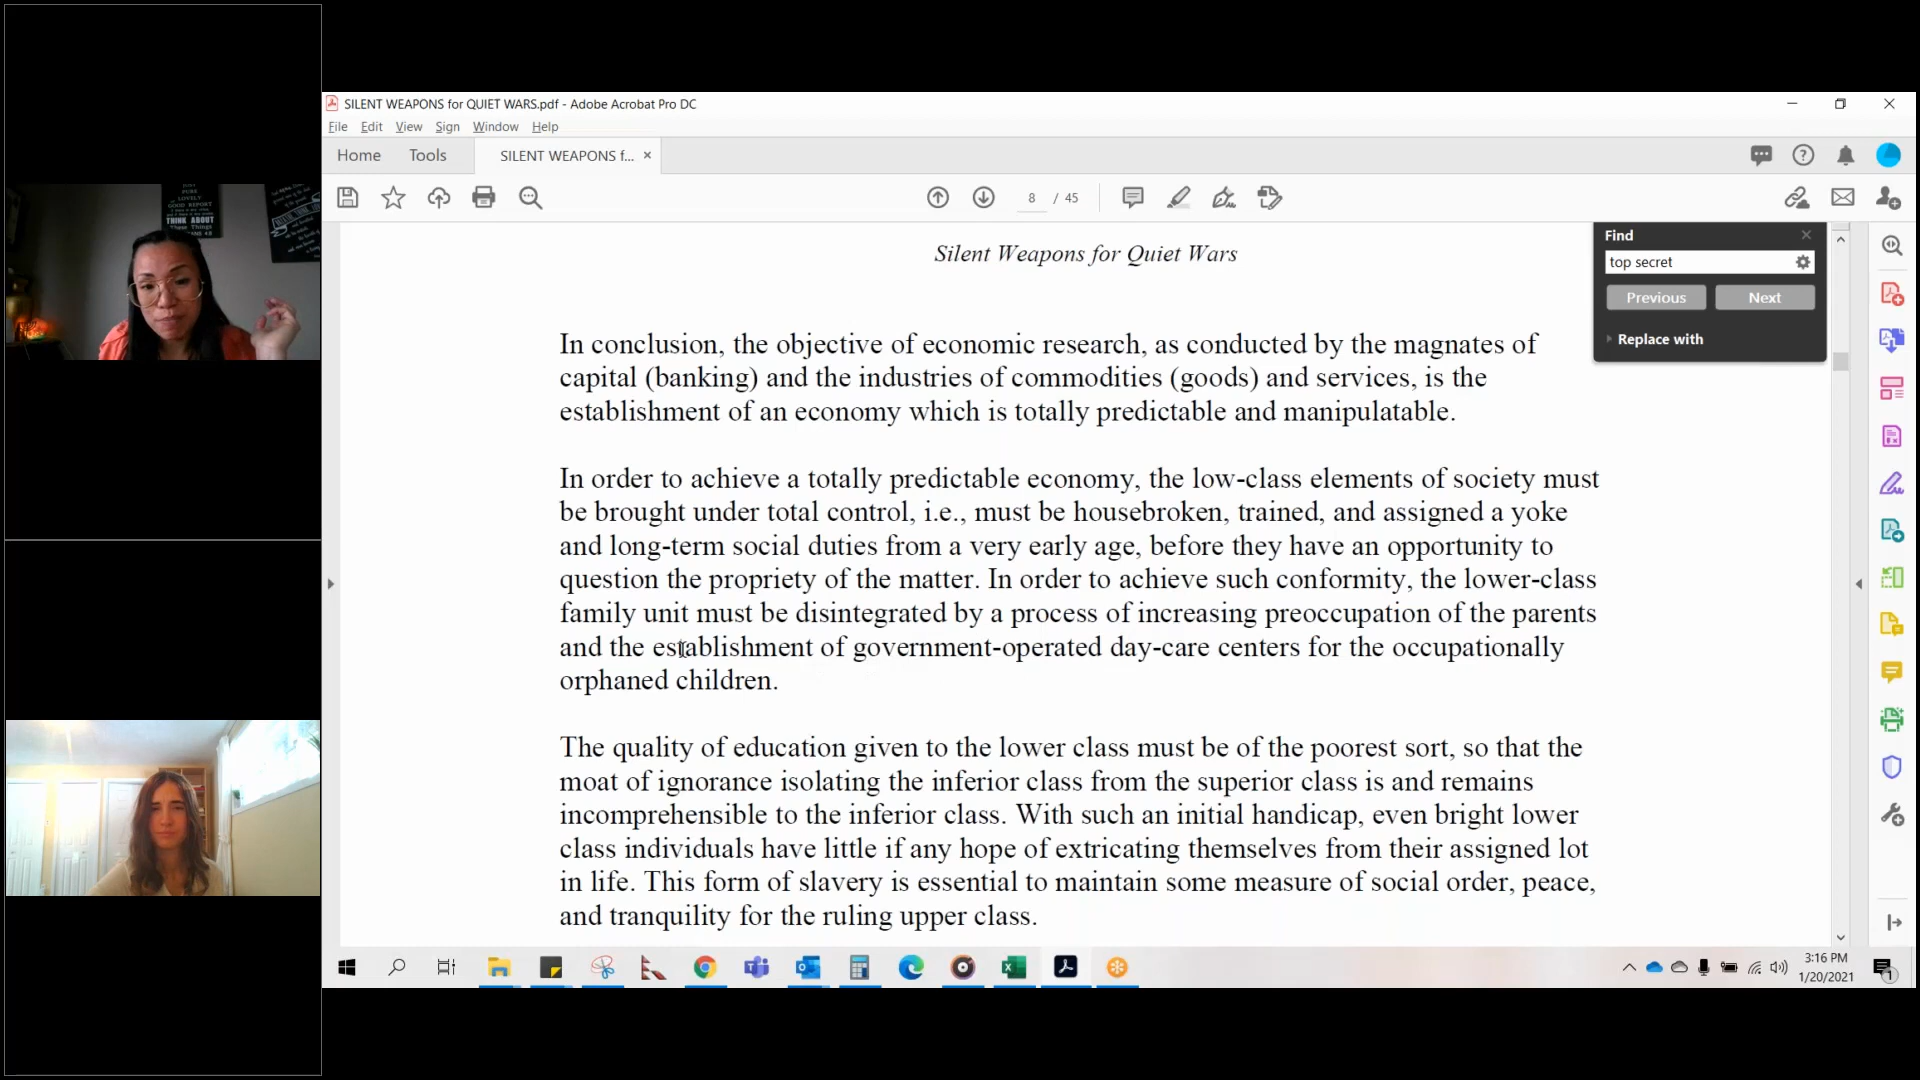 JUST
PURE
LOVELY
GOOD REPORT
THINK ABOUT
These Things
SILENT WEAPONS for QUIET WARS.pdf - Adobe Acrobat Pro DC
File Edit View Sign Window Help
Home Tools SILENT WEAPONS f... ×
8 / 45
Find
top secret
Previous Next
Replace with
Silent Weapons for Quiet Wars
In conclusion, the objective of economic research, as conducted by the magnates of
capital (banking) and the industries of commodities (goods) and services, is the
establishment of an economy which is totally predictable and manipulatable.
In order to achieve a totally predictable economy, the low-class elements of society must
be brought under total control, i.e., must be housebroken, trained, and assigned a yoke
and long-term social duties from a very early age, before they have an opportunity to
question the propriety of the matter. In order to achieve such conformity, the lower-class
family unit must be disintegrated by a process of increasing preoccupation of the parents
and the establishment of government-operated day-care centers for the occupationally
orphaned children.
The quality of education given to the lower class must be of the poorest sort, so that the
moat of ignorance isolating the inferior class from the superior class is and remains
incomprehensible to the inferior class. With such an initial handicap, even bright lower
class individuals have little if any hope of extricating themselves from their assigned lot
in life. This form of slavery is essential to maintain some measure of social order, peace,
and tranquility for the ruling upper class.
3:16 PM
1/20/2021
1